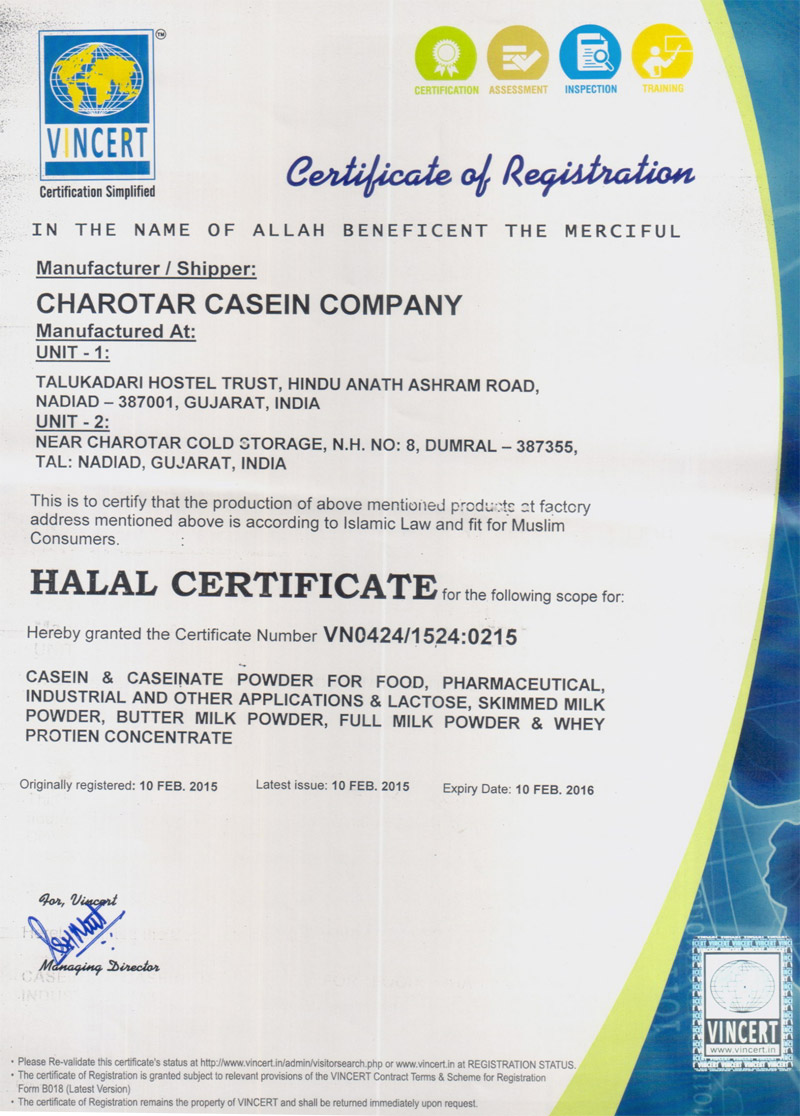 TM
VINCERT
Certification Simplified
CERTIFICATION ASSESSMENT INSPECTION TRAINING
Certificate of Registration
IN THE NAME OF ALLAH BENEFICENT THE MERCIFUL
Manufacturer / Shipper:
CHAROTAR CASEIN COMPANY
Manufactured At:
UNIT - 1:
TALUKADARI HOSTEL TRUST, HINDU ANATH ASHRAM ROAD,
NADIAD – 387001, GUJARAT, INDIA
UNIT - 2:
NEAR CHAROTAR COLD STORAGE, N.H. NO: 8, DUMRAL – 387355,
TAL: NADIAD, GUJARAT, INDIA
This is to certify that the production of above mentioned products at factory
address mentioned above is according to Islamic Law and fit for Muslim
Consumers. :
HALAL CERTIFICATE for the following scope for:
Hereby granted the Certificate Number VN0424/1524:0215
CASEIN & CASEINATE POWDER FOR FOOD, PHARMACEUTICAL,
INDUSTRIAL AND OTHER APPLICATIONS & LACTOSE, SKIMMED MILK
POWDER, BUTTER MILK POWDER, FULL MILK POWDER & WHEY
PROTIEN CONCENTRATE
Originally registered: 10 FEB. 2015 Latest issue: 10 FEB. 2015 Expiry Date: 10 FEB. 2016
For, Vincert
Managing Director
VINCERT
www.vincert.in
• Please Re-validate this certificate's status at http://www.vincert.in/admin/visitorsearch.php or www.vincert.in at REGISTRATION STATUS.
• The certificate of Registration is granted subject to relevant provisions of the VINCERT Contract Terms & Scheme for Registration
Form B018 (Latest Version)
• The certificate of Registration remains the property of VINCERT and shall be returned immediately upon request.